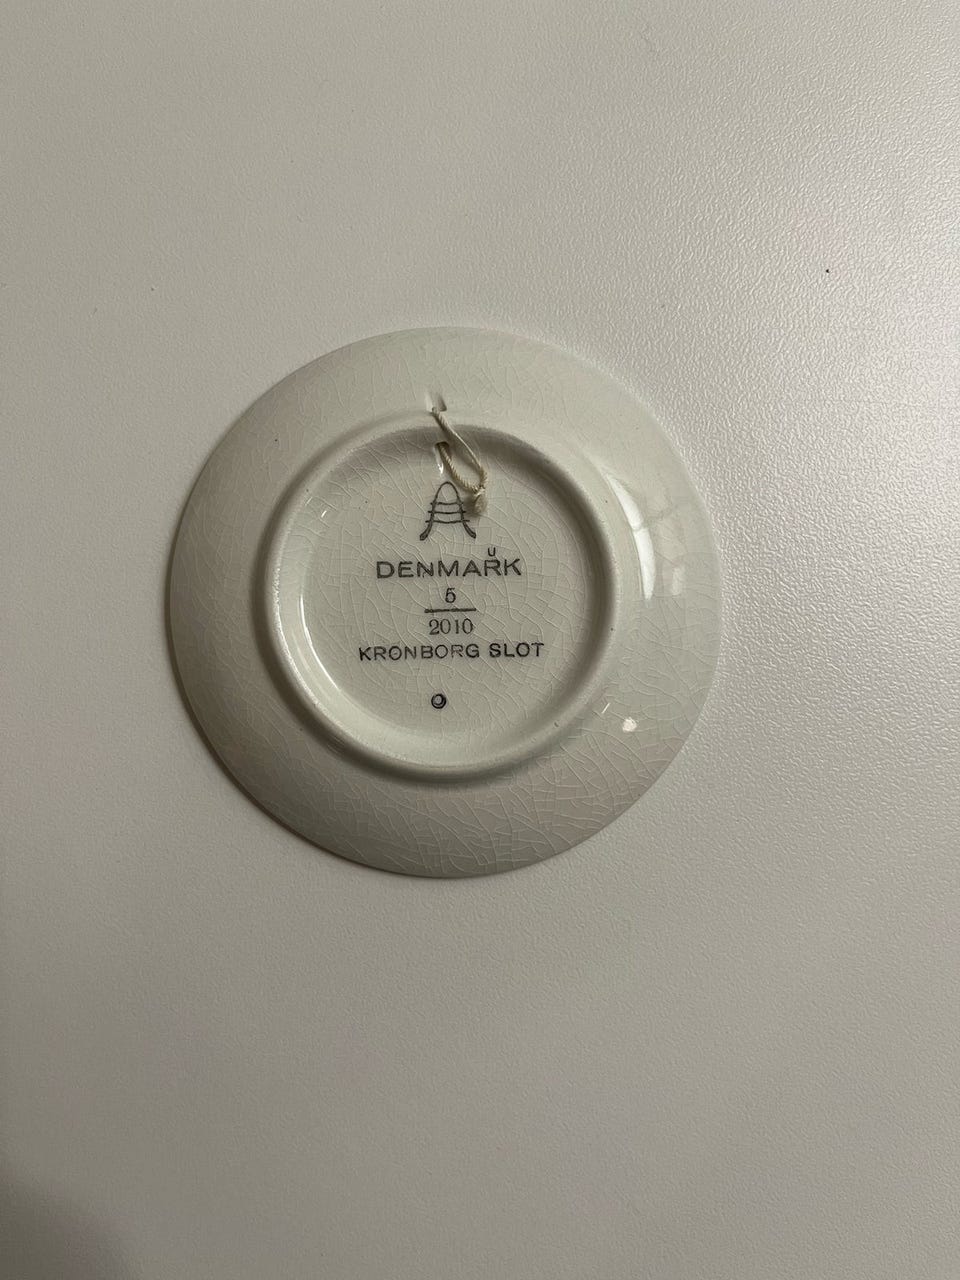 DENMARK
5
2010
KRONBORG SLOT